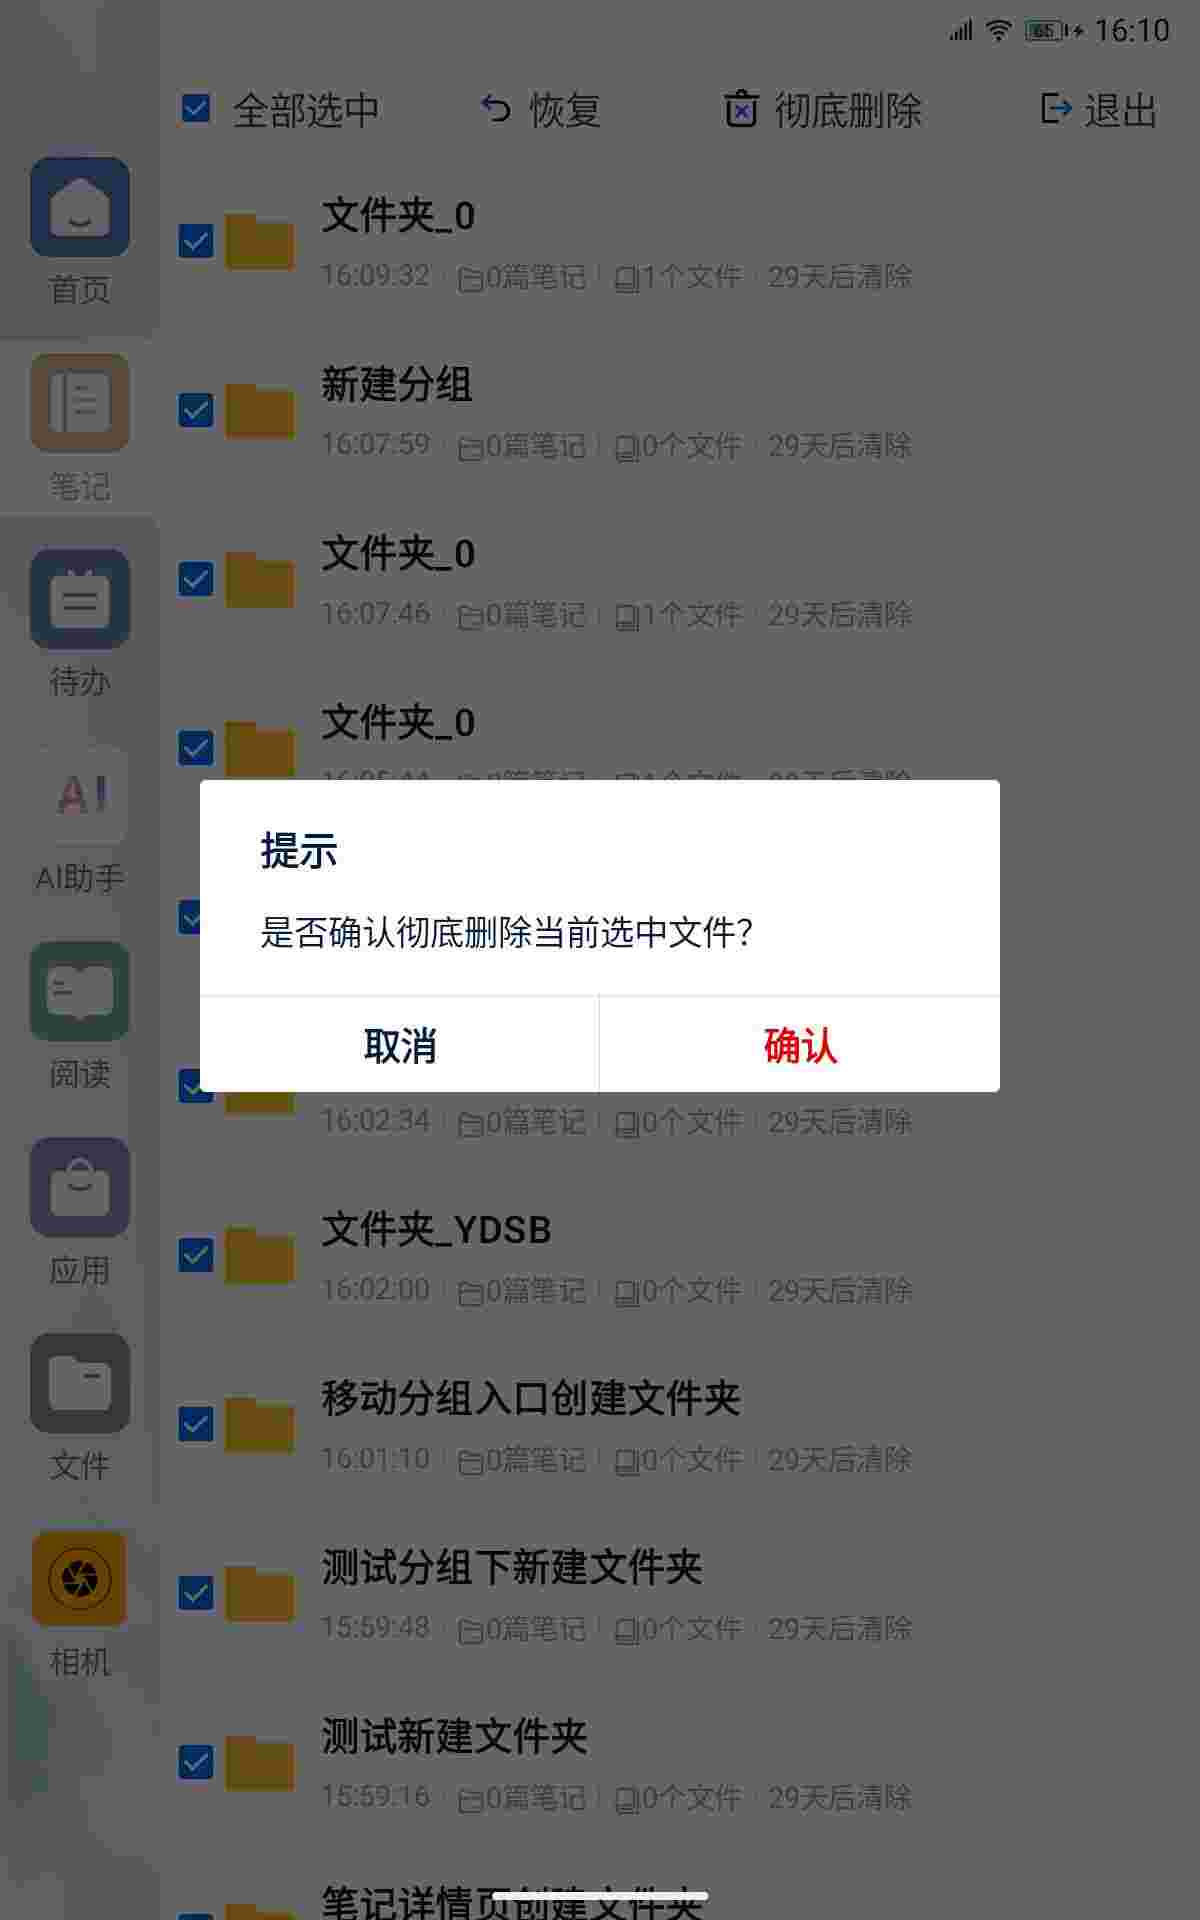 65 16:10
全部选中 恢复 彻底删除 退出
首页
笔记
待办
AI
AI助手
阅读
应用
文件
相机
文件夹_0
16:09:32 0篇笔记 1个文件 29天后清除
新建分组
16:07:59 0篇笔记 0个文件 29天后清除
文件夹_0
16:07:46 0篇笔记 1个文件 29天后清除
文件夹_0
提示
是否确认彻底删除当前选中文件?
取消 确认
16:02:34 0篇笔记 0个文件 29天后清除
文件夹_YDSB
16:02:00 0篇笔记 0个文件 29天后清除
移动分组入口创建文件夹
16:01:10 0篇笔记 0个文件 29天后清除
测试分组下新建文件夹
15:59:48 0篇笔记 0个文件 29天后清除
测试新建文件夹
15:59:16 0篇笔记 0个文件 29天后清除
笔记详情页创建文件夹